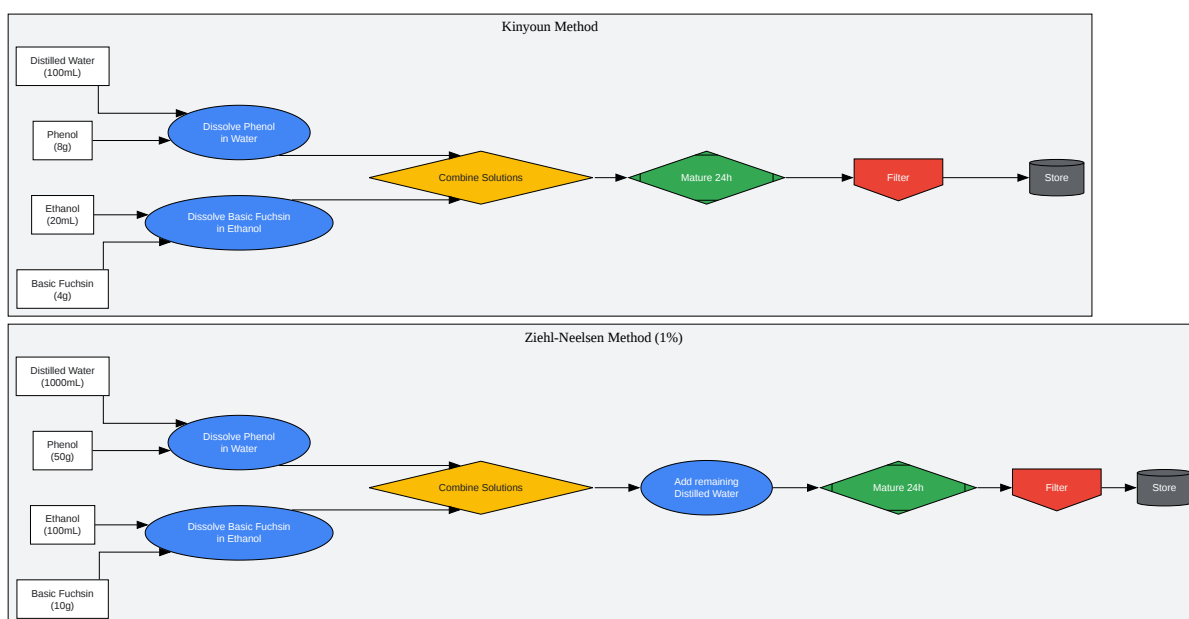 Kinyoun Method
Distilled Water
(100mL)
Phenol
(8g)
Ethanol
(20mL)
Basic Fuchsin
(4g)
Dissolve Phenol
in Water
Dissolve Basic Fuchsin
in Ethanol
Combine Solutions
Mature 24h
Filter
Store
Ziehl-Neelsen Method (1%)
Distilled Water
(1000mL)
Phenol
(50g)
Ethanol
(100mL)
Basic Fuchsin
(10g)
Dissolve Phenol
in Water
Dissolve Basic Fuchsin
in Ethanol
Combine Solutions
Add remaining
Distilled Water
Mature 24h
Filter
Store